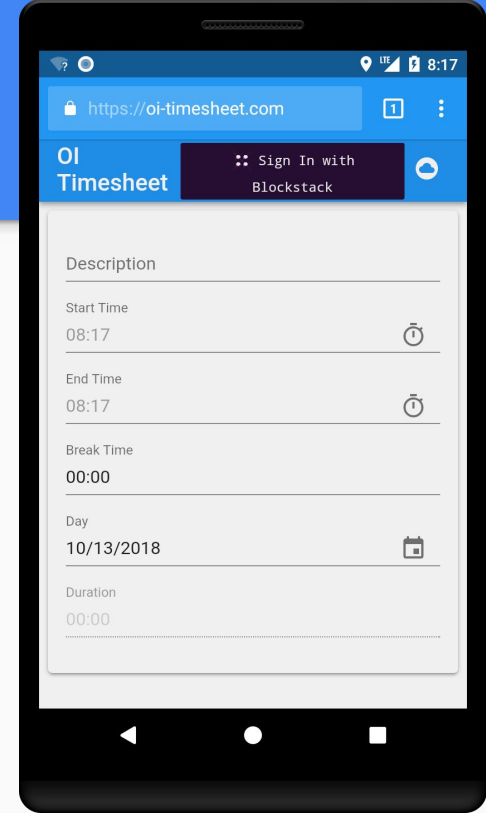 ? LTE 8:17
https://oi-timesheet.com 1
OI
Timesheet
Sign In with
Blockstack
Description
Start Time
08:17
End Time
08:17
Break Time
00:00
Day
10/13/2018
Duration
00:00